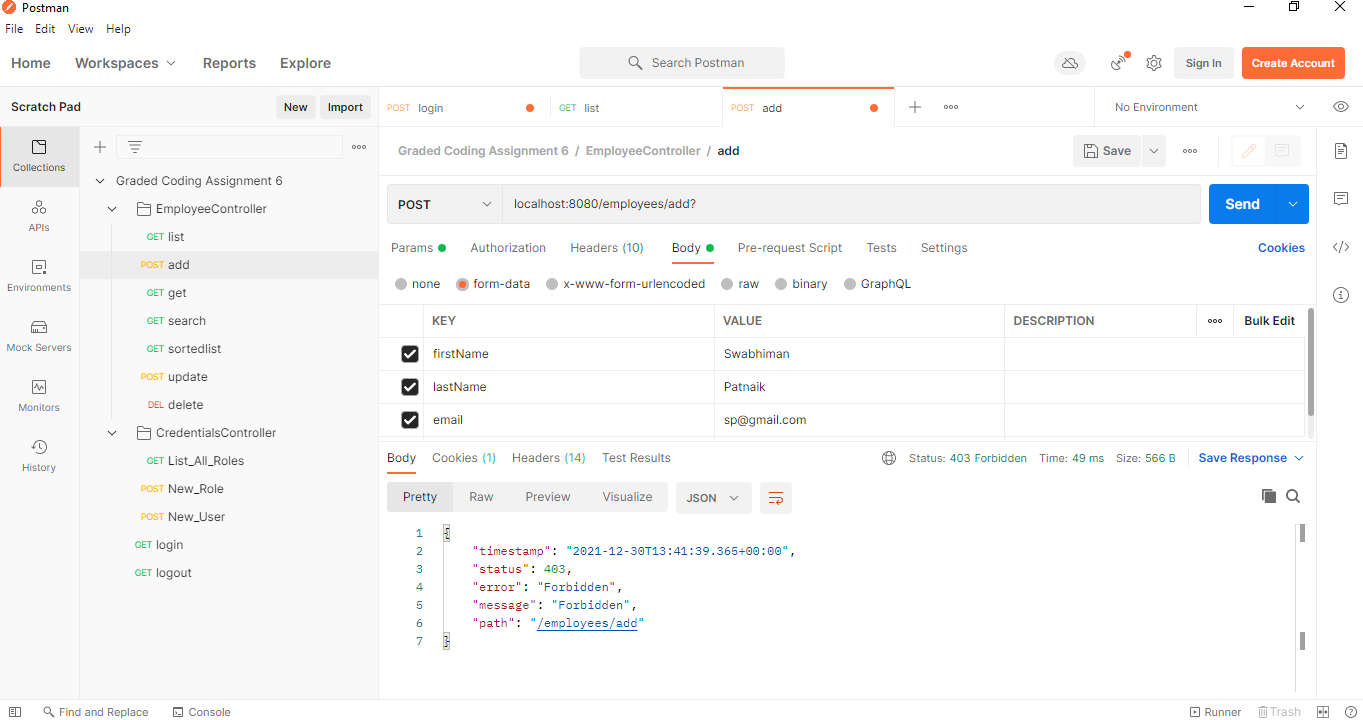 Postman
File Edit View Help
Home Workspaces Reports Explore Search Postman Sign In Create Account
Scratch Pad New Import
POST login GET list POST add No Environment
Collections
APIs
Environments
Mock Servers
Monitors
History
Graded Coding Assignment 6
EmployeeController
GET list
POST add
GET get
GET search
GET sortedlist
POST update
DEL delete
CredentialsController
GET List_All_Roles
POST New_Role
POST New_User
GET login
GET logout
Graded Coding Assignment 6 / EmployeeController / add Save
POST localhost:8080/employees/add? Send
Params Authorization Headers (10) Body Pre-request Script Tests Settings Cookies
none form-data x-www-form-urlencoded raw binary GraphQL
KEY VALUE DESCRIPTION Bulk Edit
firstName Swabhiman
lastName Patnaik
email sp@gmail.com
Body Cookies (1) Headers (14) Test Results Status: 403 Forbidden Time: 49 ms Size: 566 B Save Response
Pretty Raw Preview Visualize JSON
1 {
2 "timestamp": "2021-12-30T13:41:39.365+00:00",
3 "status": 403,
4 "error": "Forbidden",
5 "message": "Forbidden",
6 "path": "/employees/add"
7 }
Find and Replace Console Runner Trash